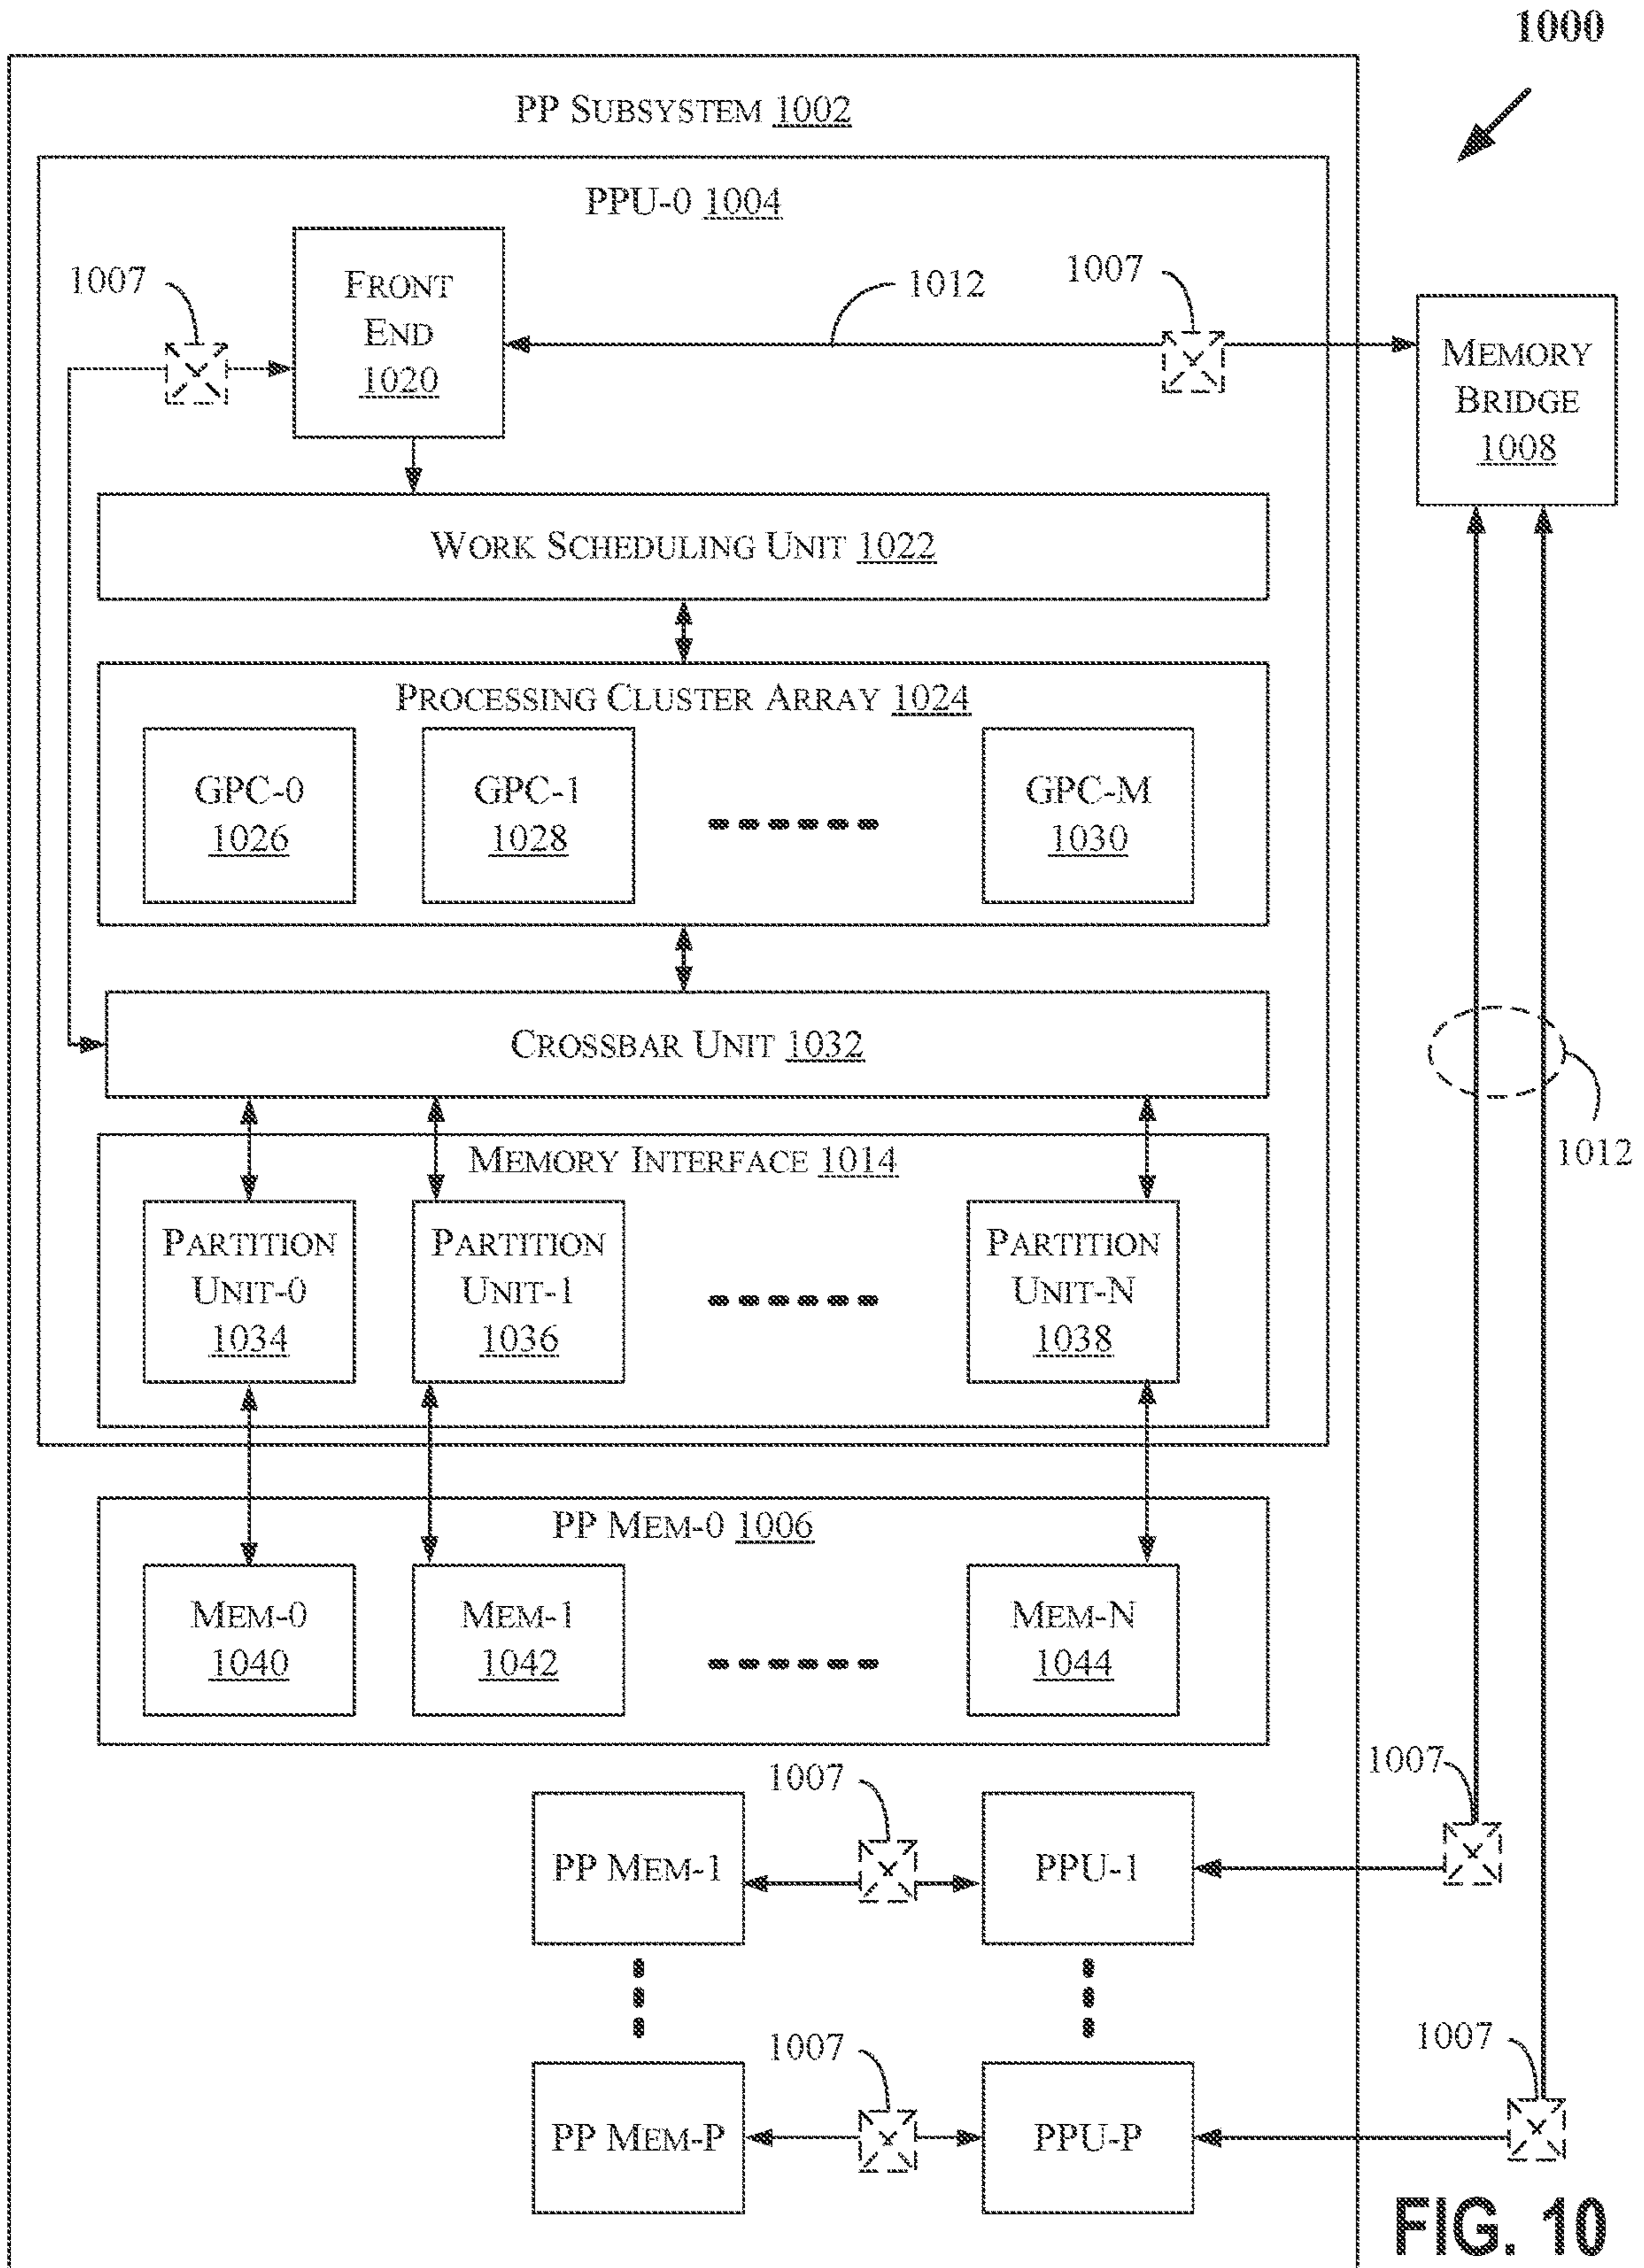 1000
PP SUBSYSTEM 1002
PPU-0 1004
1007
FRONT
END
1020
1012
1007
MEMORY
BRIDGE
1008
WORK SCHEDULING UNIT 1022
PROCESSING CLUSTER ARRAY 1024
GPC-0
1026
GPC-1
1028
GPC-M
1030
CROSSBAR UNIT 1032
1012
MEMORY INTERFACE 1014
PARTITION
UNIT-0
1034
PARTITION
UNIT-1
1036
PARTITION
UNIT-N
1038
PP MEM-0 1006
MEM-0
1040
MEM-1
1042
MEM-N
1044
1007
1007
PP MEM-1
PPU-1
1007
1007
PP MEM-P
PPU-P
FIG. 10